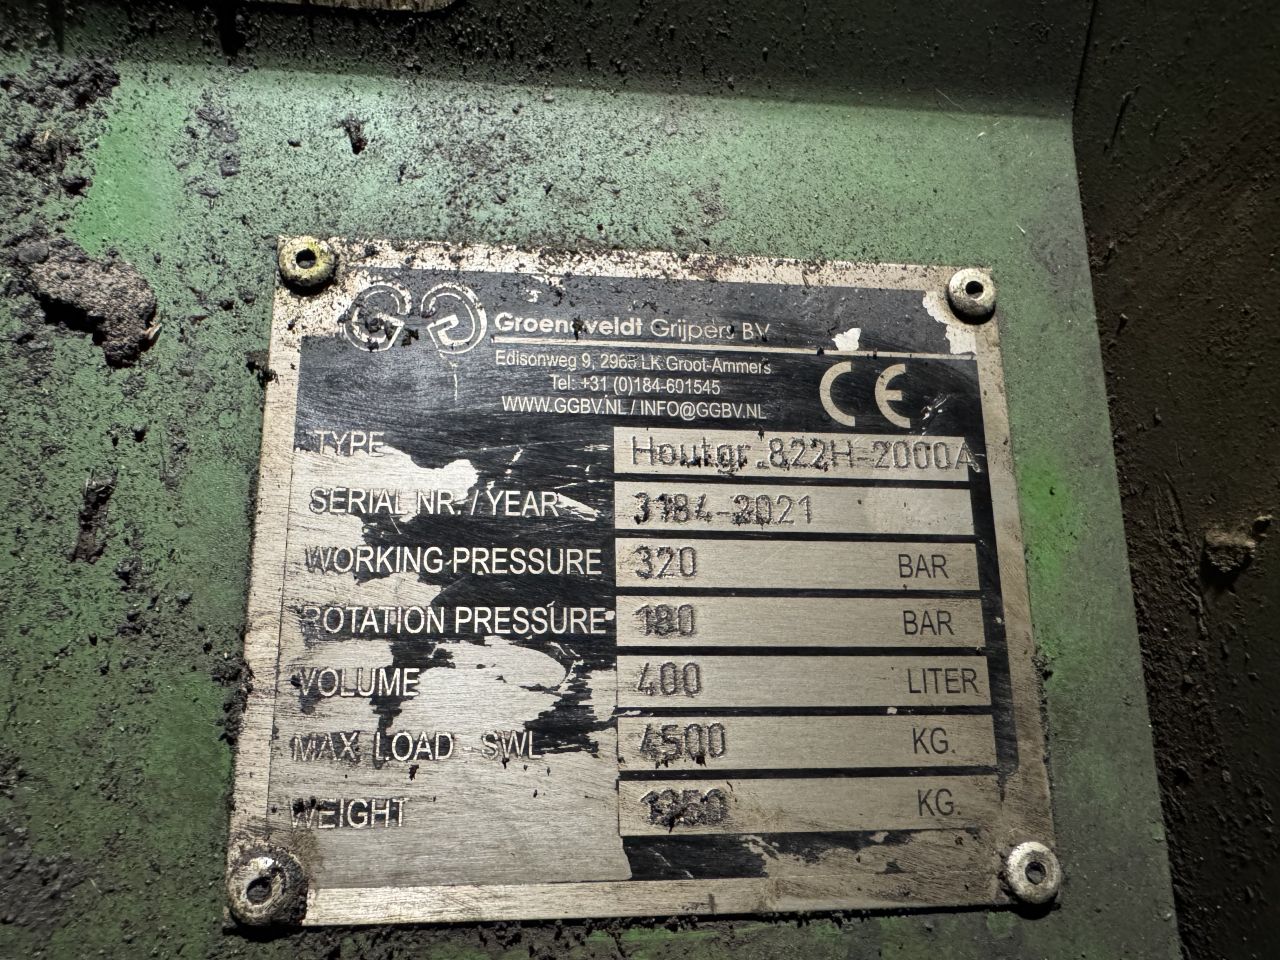 GG Groeneveldt Grijpers BV
Edisonweg 9, 2965 LK Groot-Ammers
Tel: +31 (0)184-601545
WWW.GGBV.NL / INFO@GGBV.NL
CE
TYPE Houtgr. 822H-2000A
SERIAL NR. / YEAR 3184-2021
WORKING-PRESSURE 320 BAR
ROTATION PRESSURE 180 BAR
VOLUME 400 LITER
MAX LOAD - SWL 4500 KG.
WEIGHT KG.